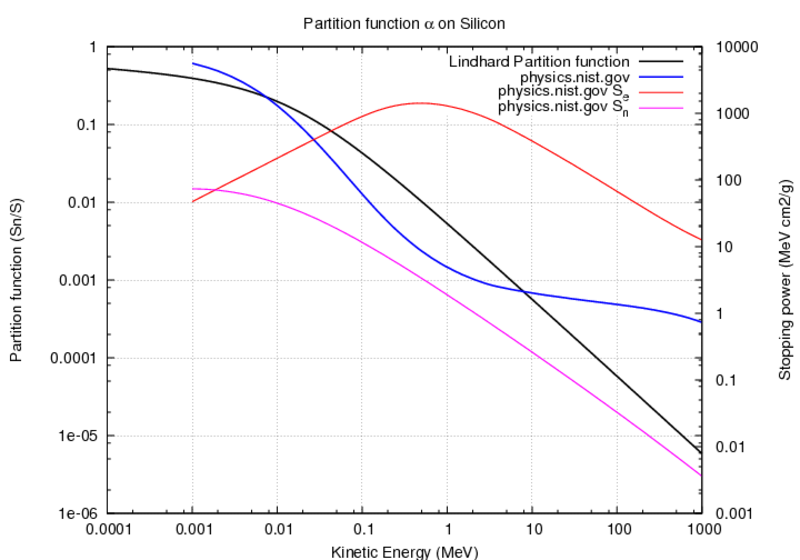 Partition function α on Silicon
Lindhard Partition function
physics.nist.gov
physics.nist.gov Se
physics.nist.gov Sn
Partition function (Sn/S)
1
0.1
0.01
0.001
0.0001
1e-05
1e-06
10000
1000
100
10
1
0.1
0.01
0.001
Stopping power (MeV cm2/g)
0.0001
0.001
0.01
0.1
1
10
100
1000
Kinetic Energy (MeV)